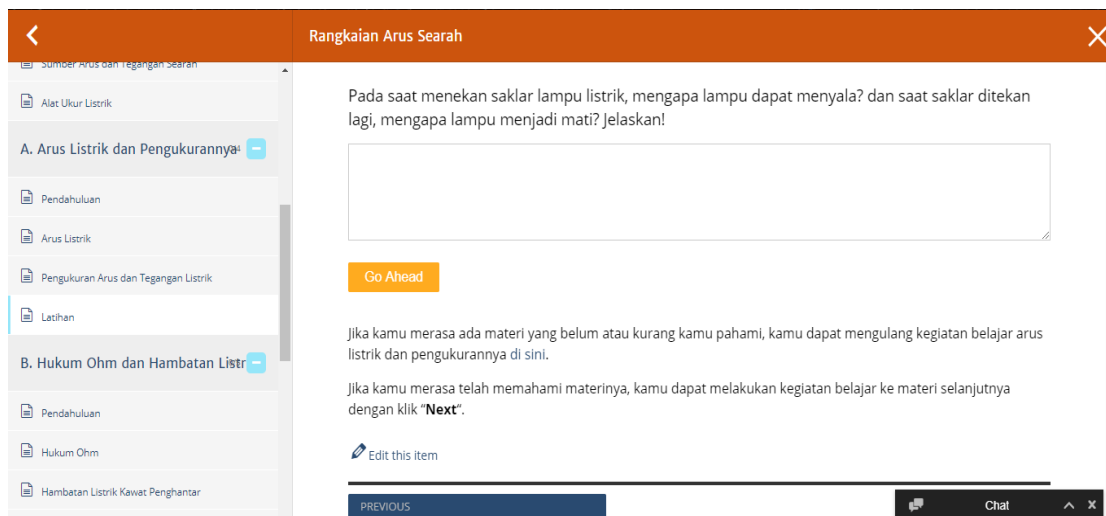 Rangkaian Arus Searah
Sumber Arus dan Tegangan Searah
Alat Ukur Listrik
A. Arus Listrik dan Pengukurannya
Pendahuluan
Arus Listrik
Pengukuran Arus dan Tegangan Listrik
Latihan
B. Hukum Ohm dan Hambatan Listr
Pendahuluan
Hukum Ohm
Hambatan Listrik Kawat Penghantar
Pada saat menekan saklar lampu listrik, mengapa lampu dapat menyala? dan saat saklar ditekan
lagi, mengapa lampu menjadi mati? Jelaskan!
Go Ahead
Jika kamu merasa ada materi yang belum atau kurang kamu pahami, kamu dapat mengulang kegiatan belajar arus
listrik dan pengukurannya di sini.
Jika kamu merasa telah memahami materinya, kamu dapat melakukan kegiatan belajar ke materi selanjutnya
dengan klik “Next“.
Edit this item
PREVIOUS
Chat